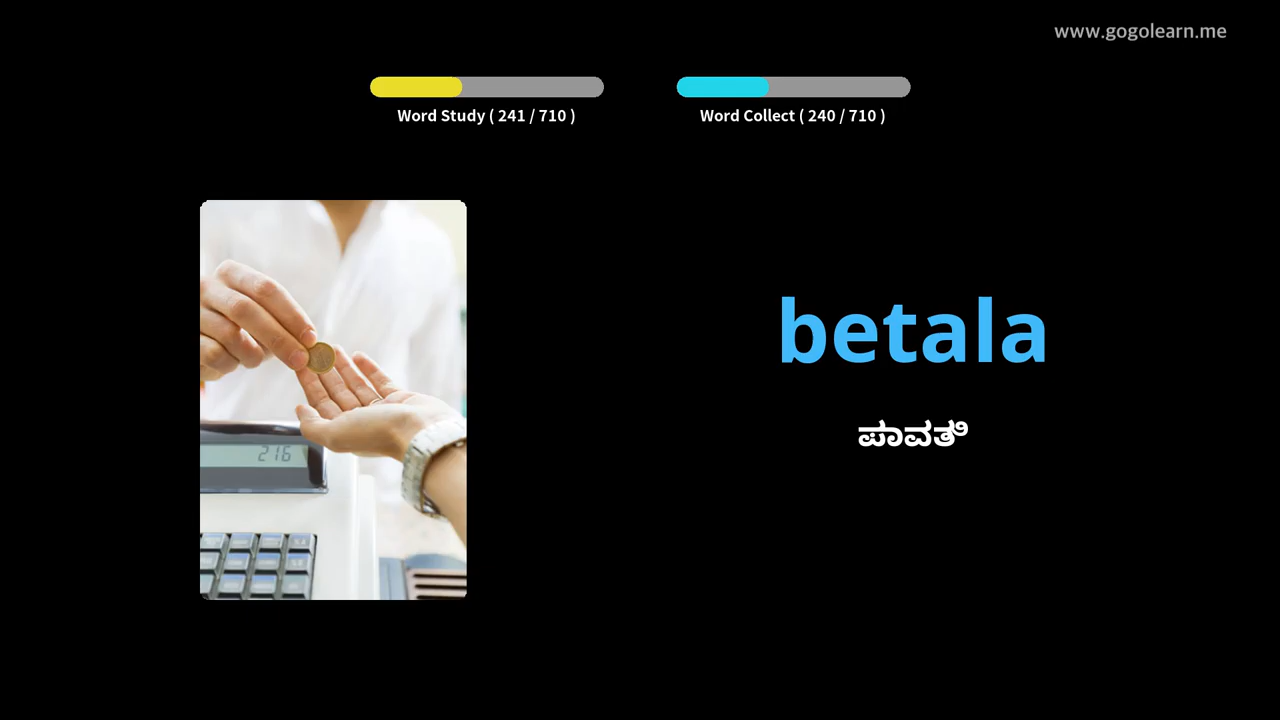 www.gogolearn.me
Word Study ( 241 / 710 )
Word Collect ( 240 / 710 )
betala
ಪಾವತಿ
216